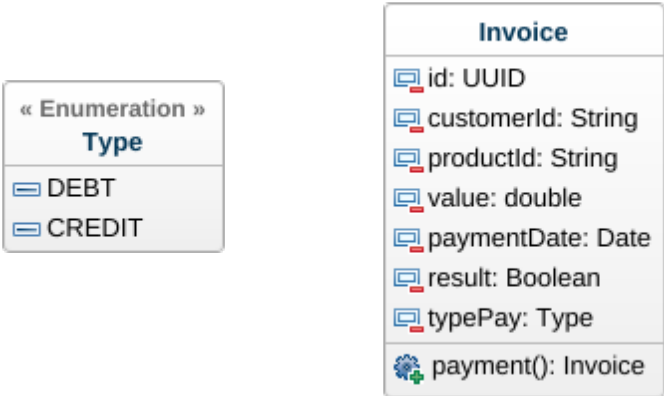 « Enumeration »
Type
DEBT
CREDIT
Invoice
id: UUID
customerId: String
productId: String
value: double
paymentDate: Date
result: Boolean
typePay: Type
payment(): Invoice